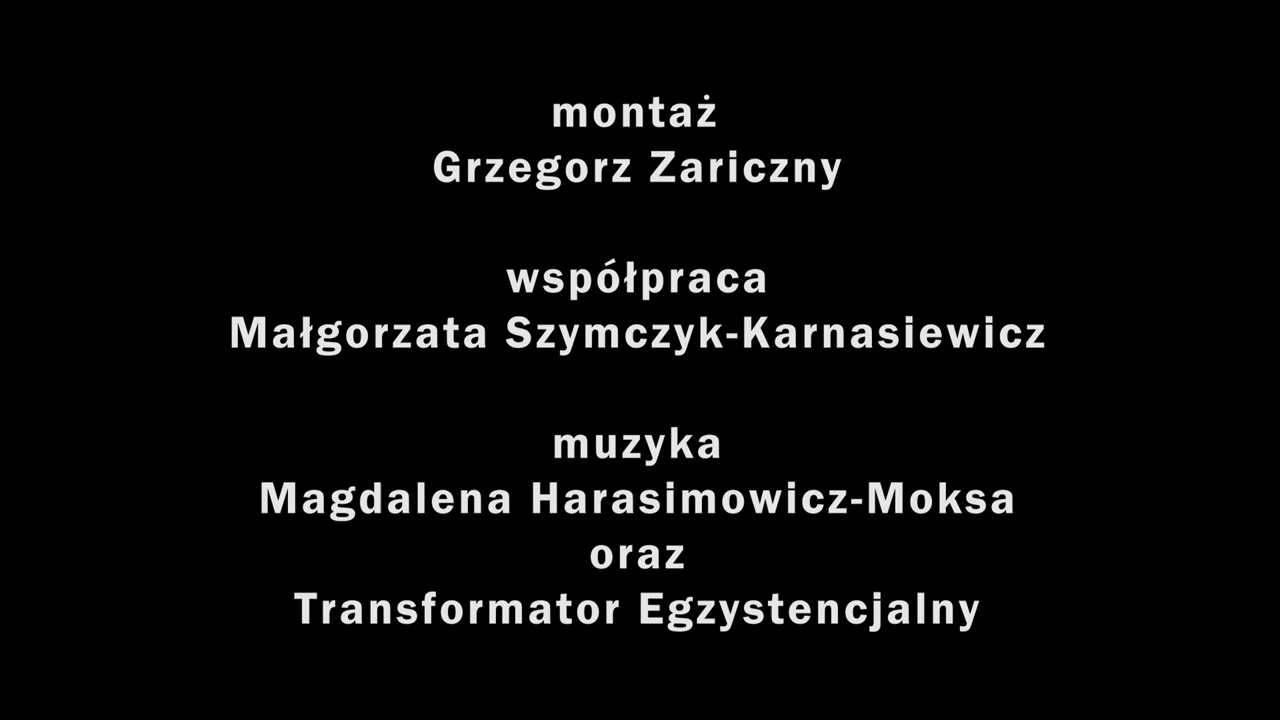 montaż
Grzegorz Zariczny
współpraca
Małgorzata Szymczyk-Karnasiewicz
muzyka
Magdalena Harasimowicz-Moksa
oraz
Transformator Egzystencjalny